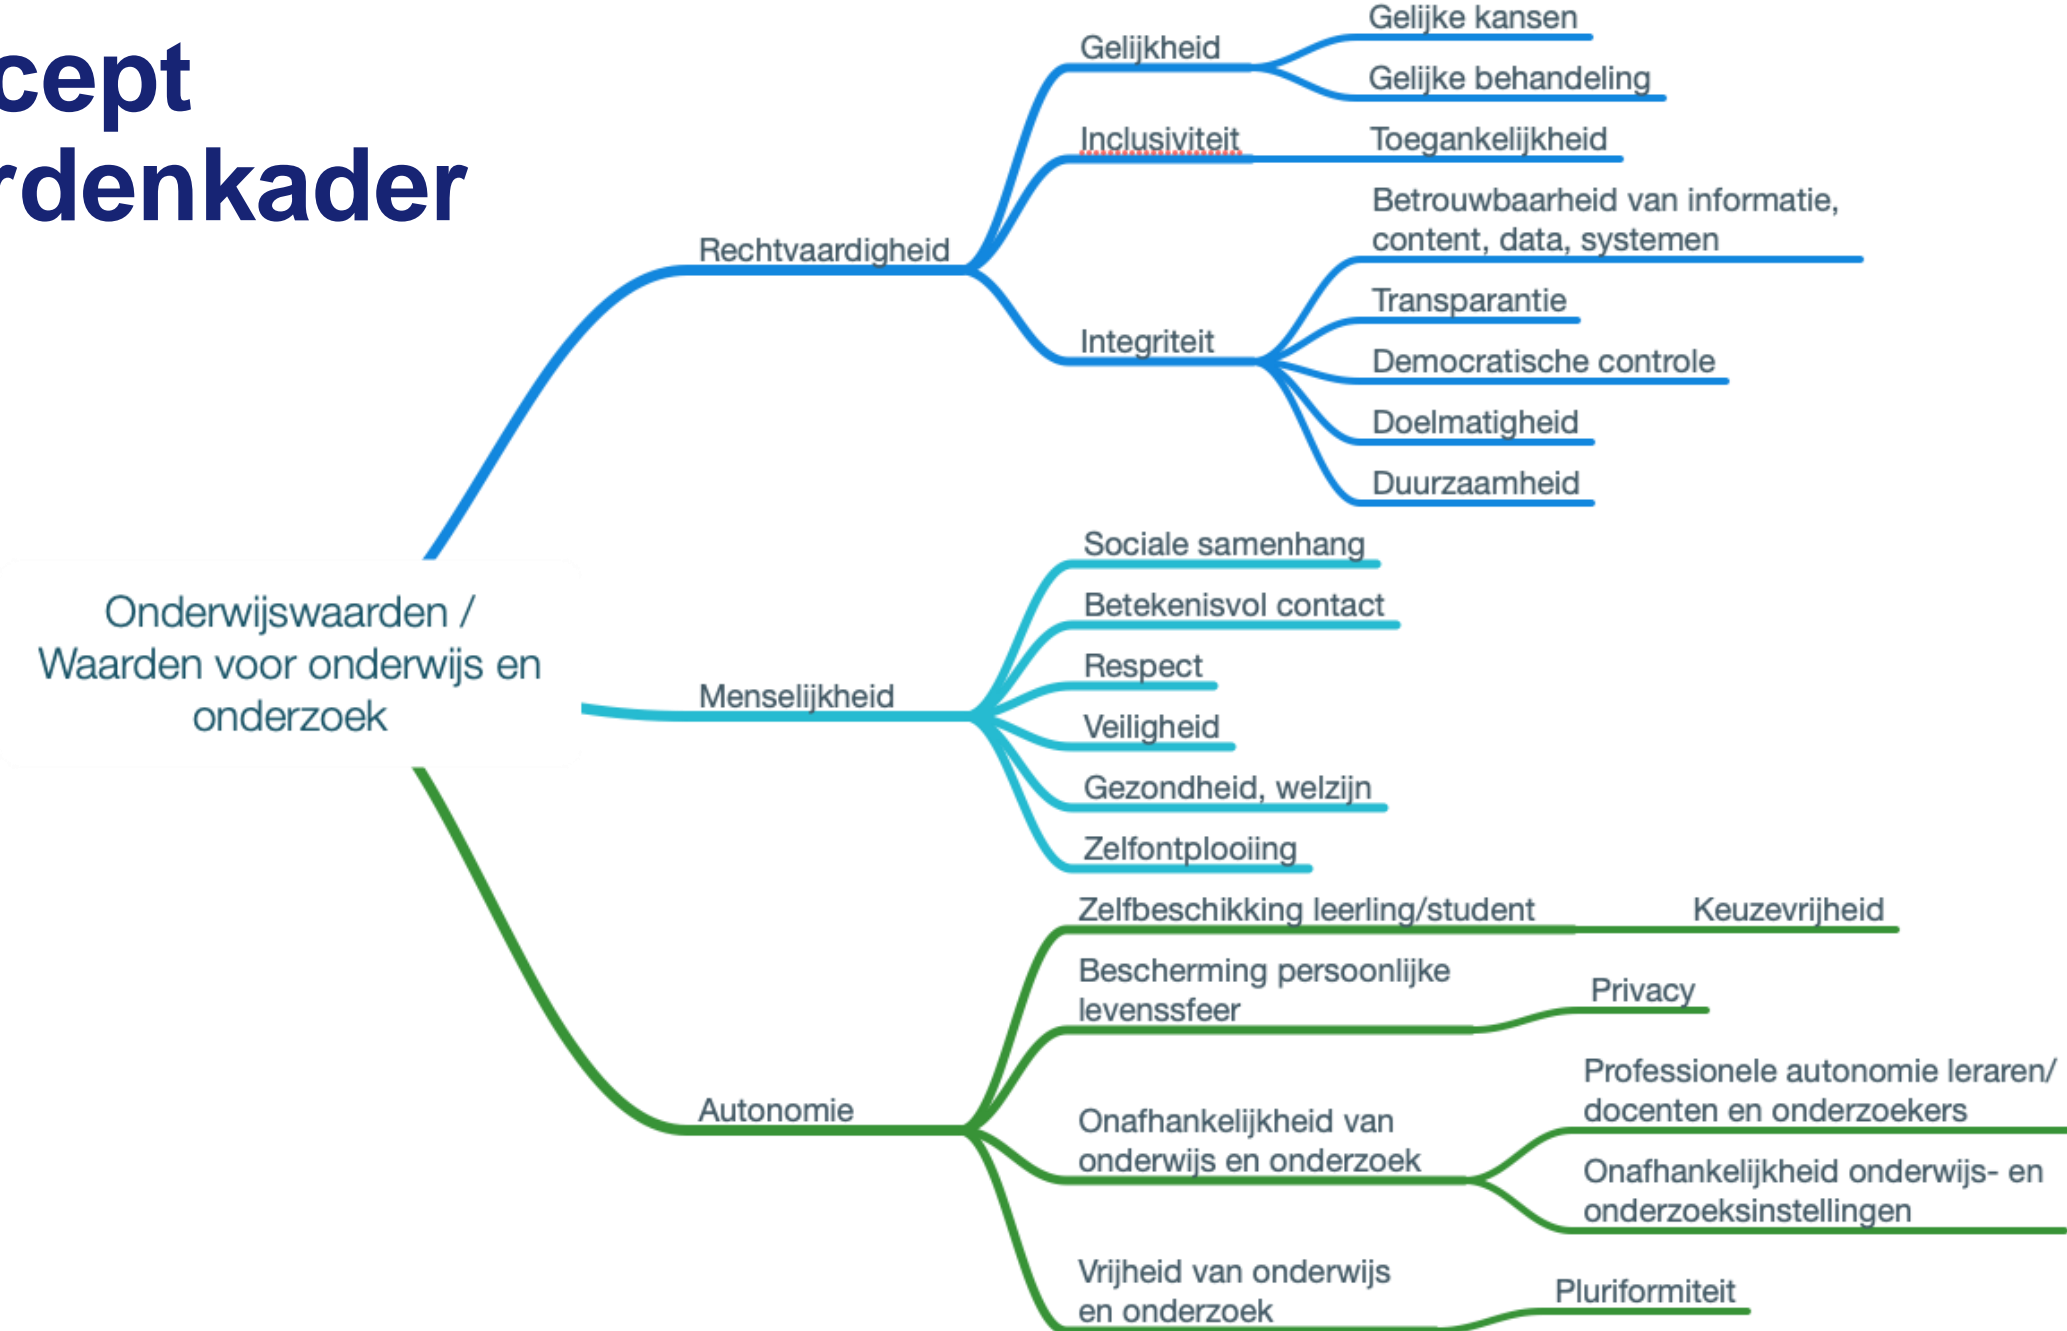 cept
rdenkader
Gelijkheid
Gelijke kansen
Gelijke behandeling
Inclusiviteit
Toegankelijkheid
Rechtvaardigheid
Betrouwbaarheid van informatie,
content, data, systemen
Transparantie
Integriteit
Democratische controle
Doelmatigheid
Duurzaamheid
Onderwijswaarden /
Waarden voor onderwijs en
onderzoek
Menselijkheid
Sociale samenhang
Betekenisvol contact
Respect
Veiligheid
Gezondheid, welzijn
Zelfontplooiing
Autonomie
Zelfbeschikking leerling/student
Keuzevrijheid
Bescherming persoonlijke
levenssfeer
Privacy
Onafhankelijkheid van
onderwijs en onderzoek
Professionele autonomie leraren/
docenten en onderzoekers
Onafhankelijkheid onderwijs- en
onderzoeksinstellingen
Vrijheid van onderwijs
en onderzoek
Pluriformiteit